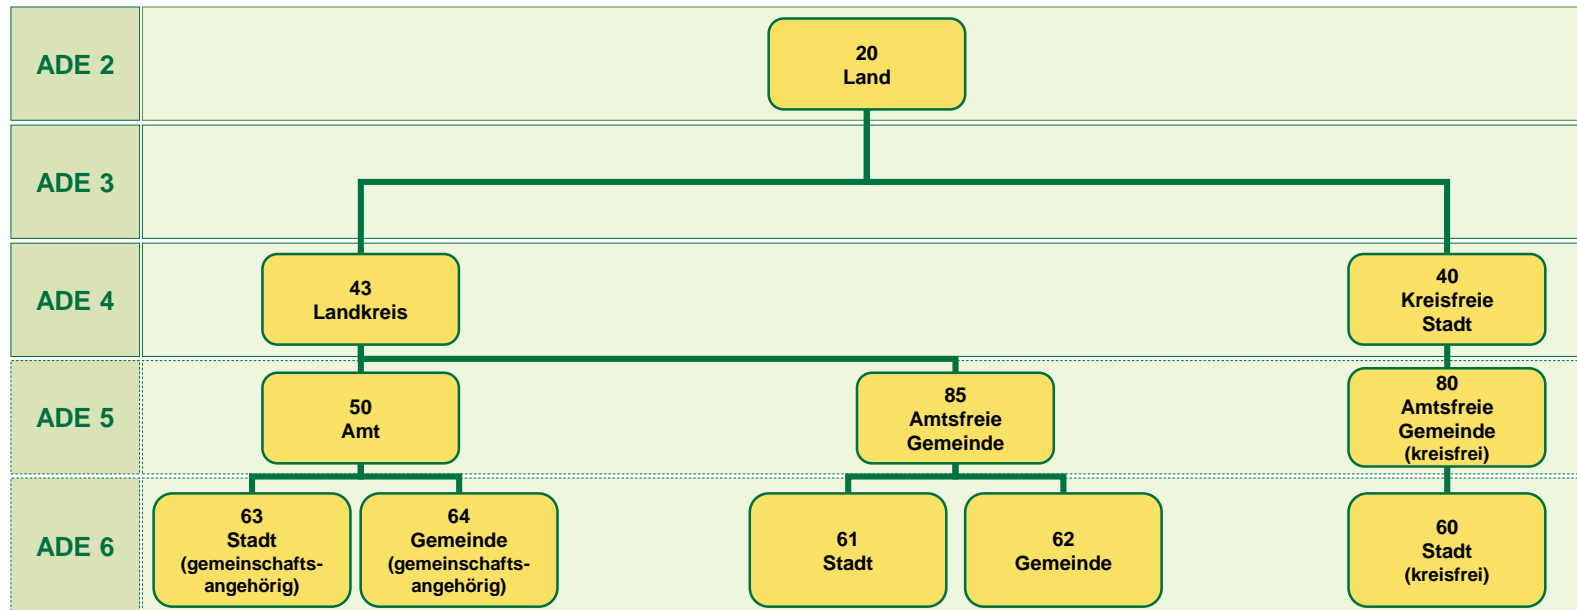 ADE 2
20
Land
ADE 3
ADE 4
43
Landkreis
40
Kreisfreie
Stadt
ADE 5
50
Amt
85
Amtsfreie
Gemeinde
80
Amtsfreie
Gemeinde
(kreisfrei)
ADE 6
63
Stadt
(gemeinschafts-
angehörig)
64
Gemeinde
(gemeinschafts-
angehörig)
61
Stadt
62
Gemeinde
60
Stadt
(kreisfrei)